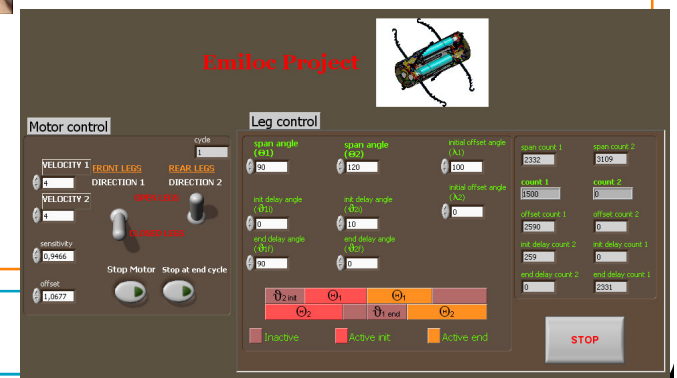 Emiloc Project
Motor control
cycle
1
VELOCITY 1
4
FRONT LEGS
DIRECTION 1
REAR LEGS
DIRECTION 2
VELOCITY 2
4
sensitivity
0,9466
offset
1,0677
Stop Motor
Stop at end cycle
Leg control
span angle
(Θ1)
90
span angle
(Θ2)
120
initial offset angle
(λ1)
100
init delay angle
(ϑ1i)
0
init delay angle
(ϑ2i)
10
initial offset angle
(λ2)
0
end delay angle
(ϑ1f)
90
end delay angle
(ϑ2f)
0
ϑ2 init Θ1 Θ1
Θ2 ϑ1 end Θ2
Inactive Active init Active end
span count 1
2332
span count 2
3109
count 1
1500
count 2
0
offset count 1
2590
offset count 2
0
init delay count 2
259
init delay count 1
0
end delay count 2
0
end delay count 1
2331
STOP